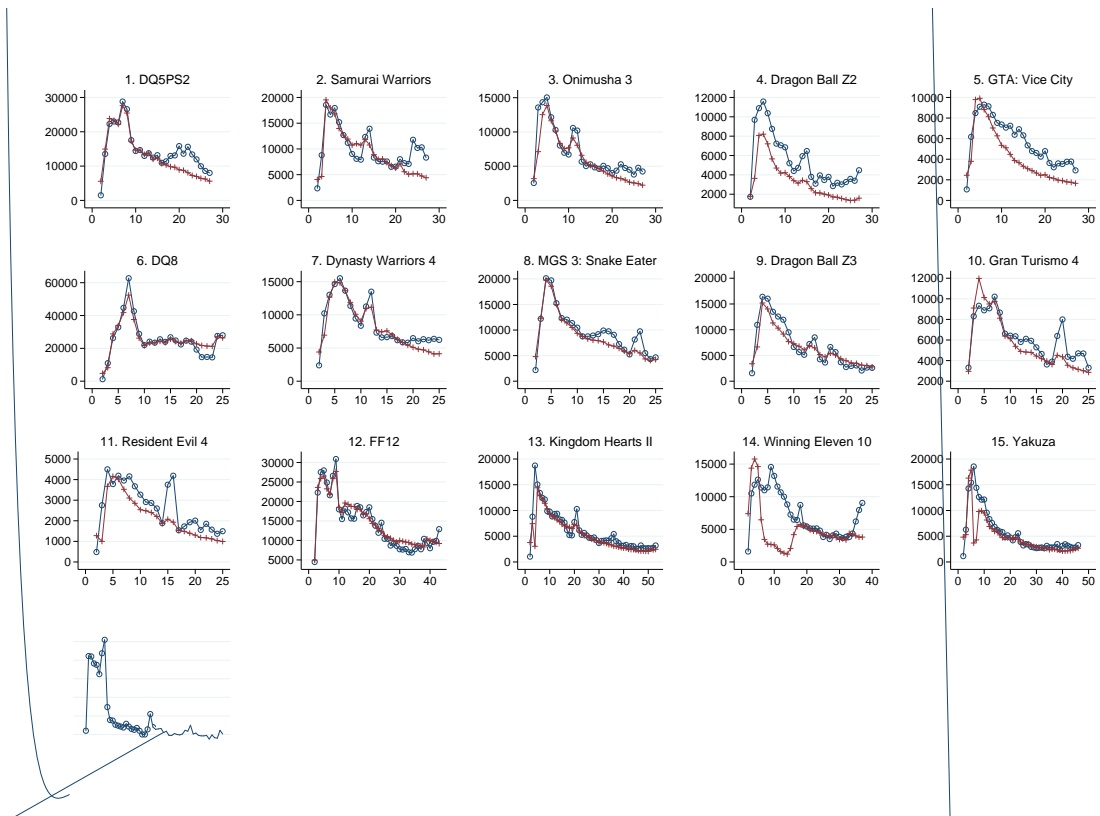 1. DQ5PS2
0 10000 20000 30000
0 10 20 30
2. Samurai Warriors
0 5000 10000 15000 20000
0 10 20 30
3. Onimusha 3
0 5000 10000 15000
0 10 20 30
4. Dragon Ball Z2
2000 4000 6000 8000 10000 12000
0 10 20 30
5. GTA: Vice City
0 2000 4000 6000 8000 10000
0 10 20 30
6. DQ8
0 20000 40000 60000
0 5 10 15 20 25
7. Dynasty Warriors 4
0 5000 10000 15000
0 10 20 30
8. MGS 3: Snake Eater
0 5000 10000 15000 20000
0 5 10 15 20 25
9. Dragon Ball Z3
0 5000 10000 15000 20000
0 5 10 15 20 25
10. Gran Turismo 4
2000 4000 6000 8000 10000 12000
0 5 10 15 20 25
11. Resident Evil 4
0 1000 2000 3000 4000 5000
0 5 10 15 20 25
12. FF12
5000 10000 15000 20000 25000 30000
0 10 20 30 40
13. Kingdom Hearts II
0 5000 10000 15000 20000
0 10 20 30 40 50
14. Winning Eleven 10
0 5000 10000 15000
0 10 20 30 40
15. Yakuza
0 5000 10000 15000 20000
0 10 20 30 40 50